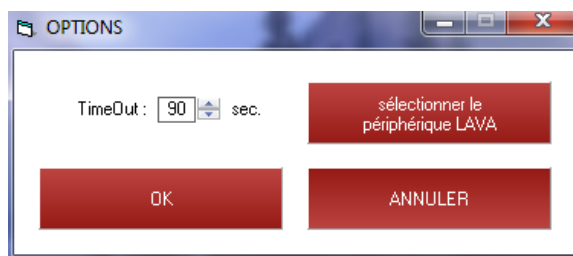 OPTIONS
TimeOut : 90 sec.
sélectionner le
périphérique LAVA
OK
ANNULER